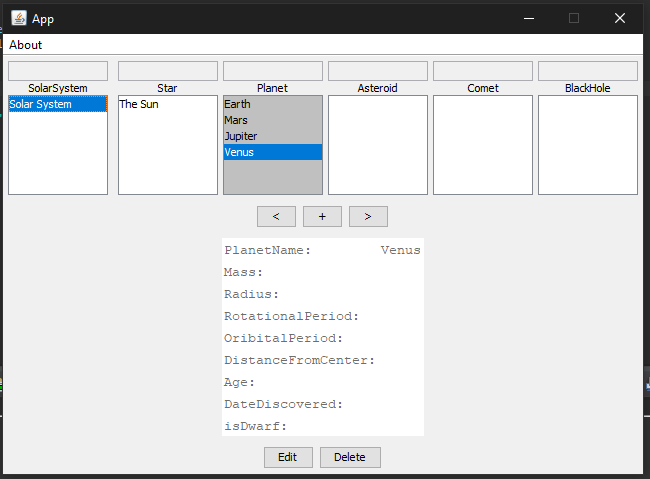 App
About
SolarSystem Star Planet Asteroid Comet BlackHole
Solar System The Sun Earth
Mars
Jupiter
Venus
< + >
PlanetName: Venus
Mass:
Radius:
RotationalPeriod:
OribitalPeriod:
DistanceFromCenter:
Age:
DateDiscovered:
isDwarf:
Edit Delete